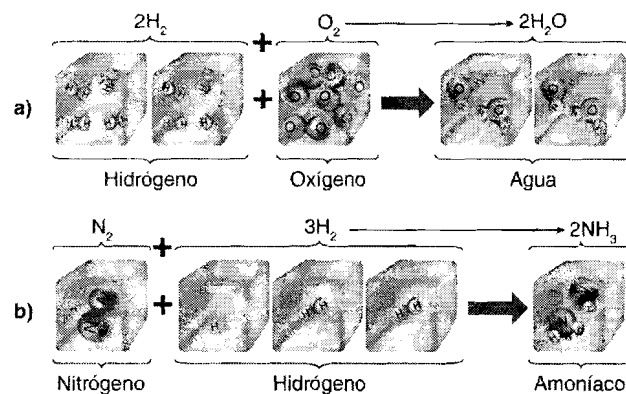 2H₂ + O₂ → 2H₂O
a) + 
Hidrógeno Oxígeno Agua
N₂ + 3H₂ → 2NH₃
b) +
Nitrógeno Hidrógeno Amoníaco